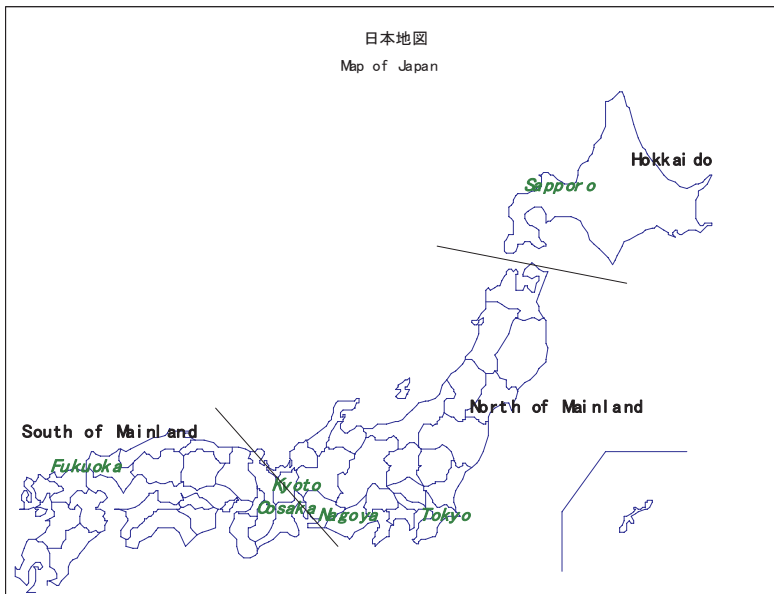 日本地図
Map of Japan
Hokkaido
Sapporo
North of Mainland
South of Mainland
Fukuoka
Kyoto
Cosaka
Nagoya
Tokyo